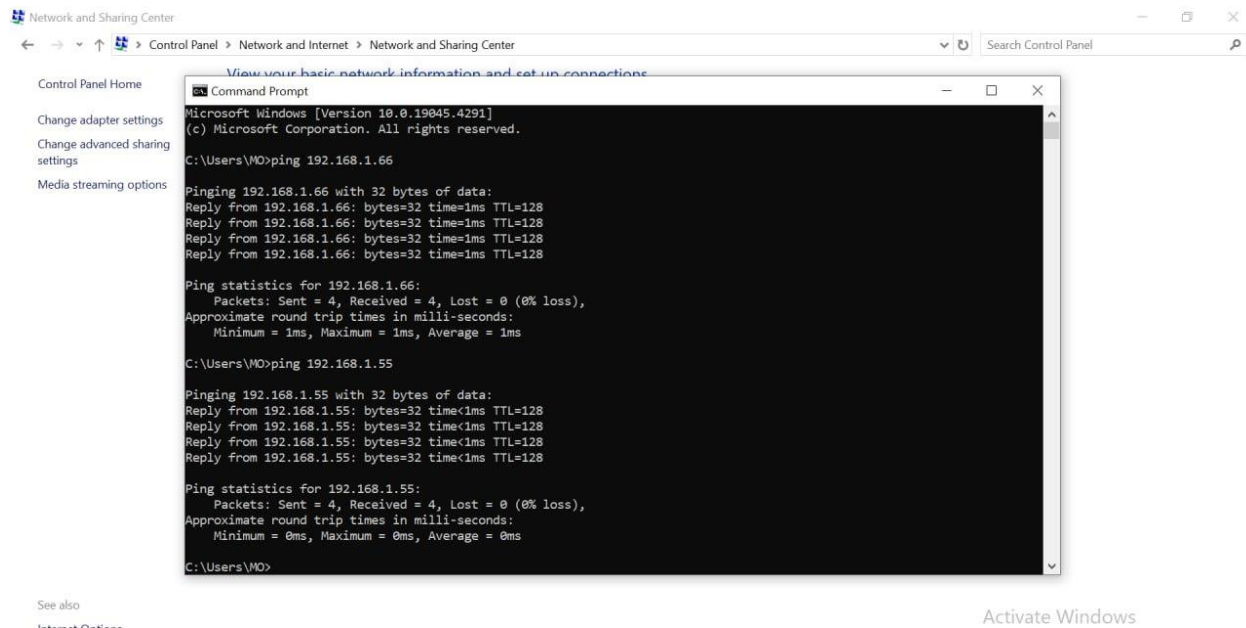 Network and Sharing Center
Control Panel > Network and Internet > Network and Sharing Center
Search Control Panel
View your basic network information and set up connections
Control Panel Home
Change adapter settings
Change advanced sharing
settings
Media streaming options
Command Prompt
Microsoft Windows [Version 10.0.19045.4291]
(c) Microsoft Corporation. All rights reserved.
C:\Users\MO>ping 192.168.1.66
Pinging 192.168.1.66 with 32 bytes of data:
Reply from 192.168.1.66: bytes=32 time=1ms TTL=128
Reply from 192.168.1.66: bytes=32 time=1ms TTL=128
Reply from 192.168.1.66: bytes=32 time=1ms TTL=128
Reply from 192.168.1.66: bytes=32 time=1ms TTL=128
Ping statistics for 192.168.1.66:
Packets: Sent = 4, Received = 4, Lost = 0 (0% loss),
Approximate round trip times in milli-seconds:
Minimum = 1ms, Maximum = 1ms, Average = 1ms
C:\Users\MO>ping 192.168.1.55
Pinging 192.168.1.55 with 32 bytes of data:
Reply from 192.168.1.55: bytes=32 time<1ms TTL=128
Reply from 192.168.1.55: bytes=32 time<1ms TTL=128
Reply from 192.168.1.55: bytes=32 time<1ms TTL=128
Reply from 192.168.1.55: bytes=32 time<1ms TTL=128
Ping statistics for 192.168.1.55:
Packets: Sent = 4, Received = 4, Lost = 0 (0% loss),
Approximate round trip times in milli-seconds:
Minimum = 0ms, Maximum = 0ms, Average = 0ms
C:\Users\MO>
See also
Internet Options
Activate Windows